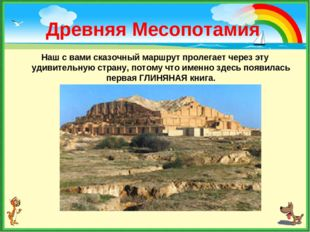 Древняя Месопотамия
Наш с вами сказочный маршрут пролегает через эту
удивительную страну, потому что именно здесь появилась
первая ГЛИНЯНАЯ книга.